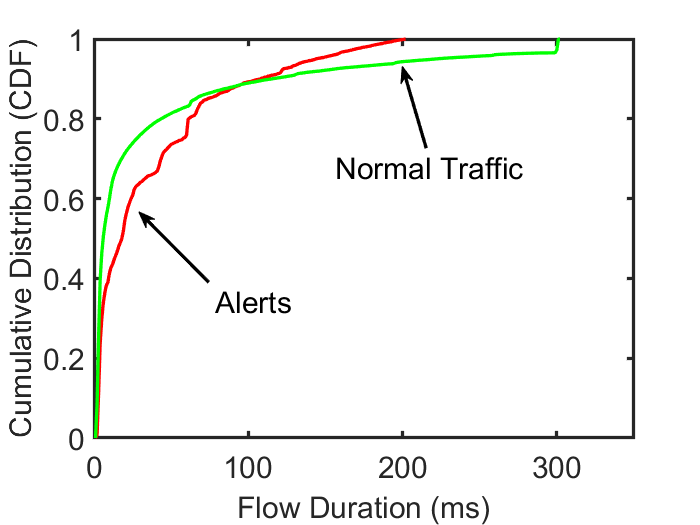 Cumulative Distribution (CDF)
1
0.8
0.6
0.4
0.2
0
Normal Traffic
Alerts
0 100 200 300
Flow Duration (ms)